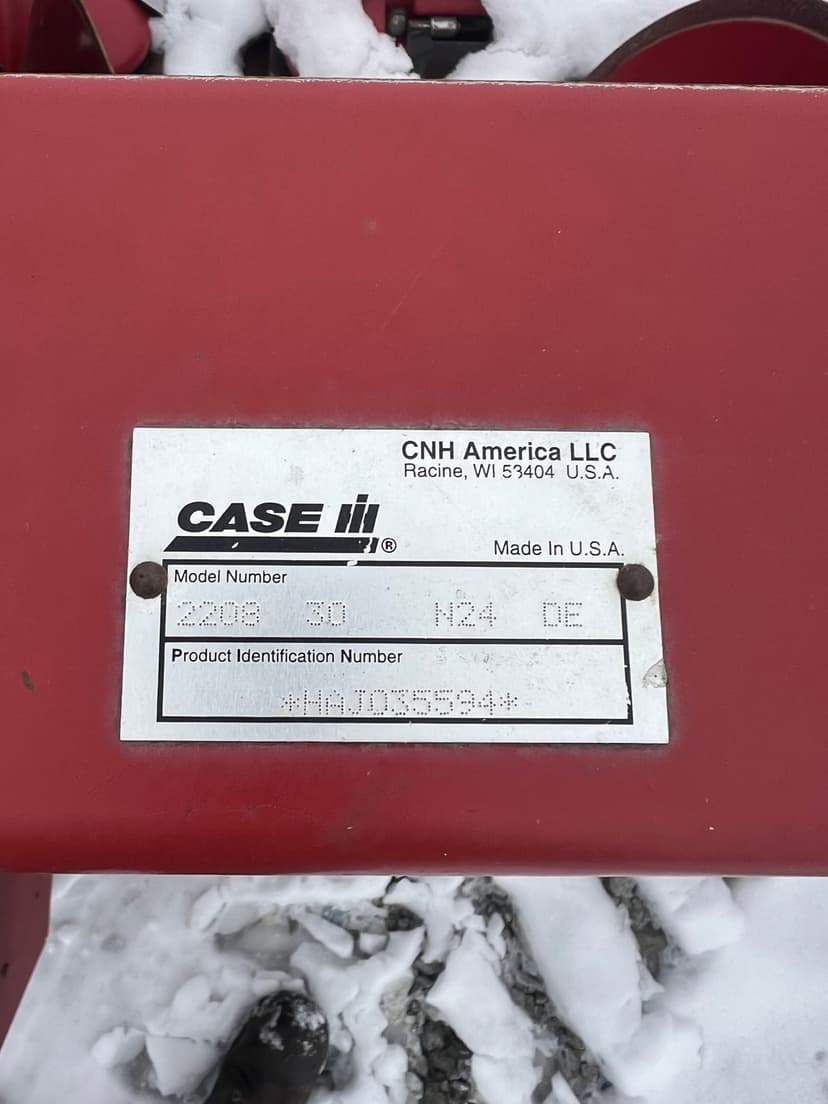 CNH America LLC
Racine, WI 53404 U.S.A.
CASE III ®
Made In U.S.A.
Model Number
2208 30 N24 DE
Product Identification Number
*HAJ035594*